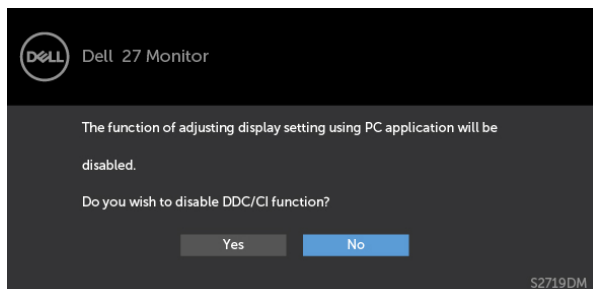 DELL
Dell 27 Monitor
The function of adjusting display setting using PC application will be
disabled.
Do you wish to disable DDC/CI function?
Yes
No
S2719DM